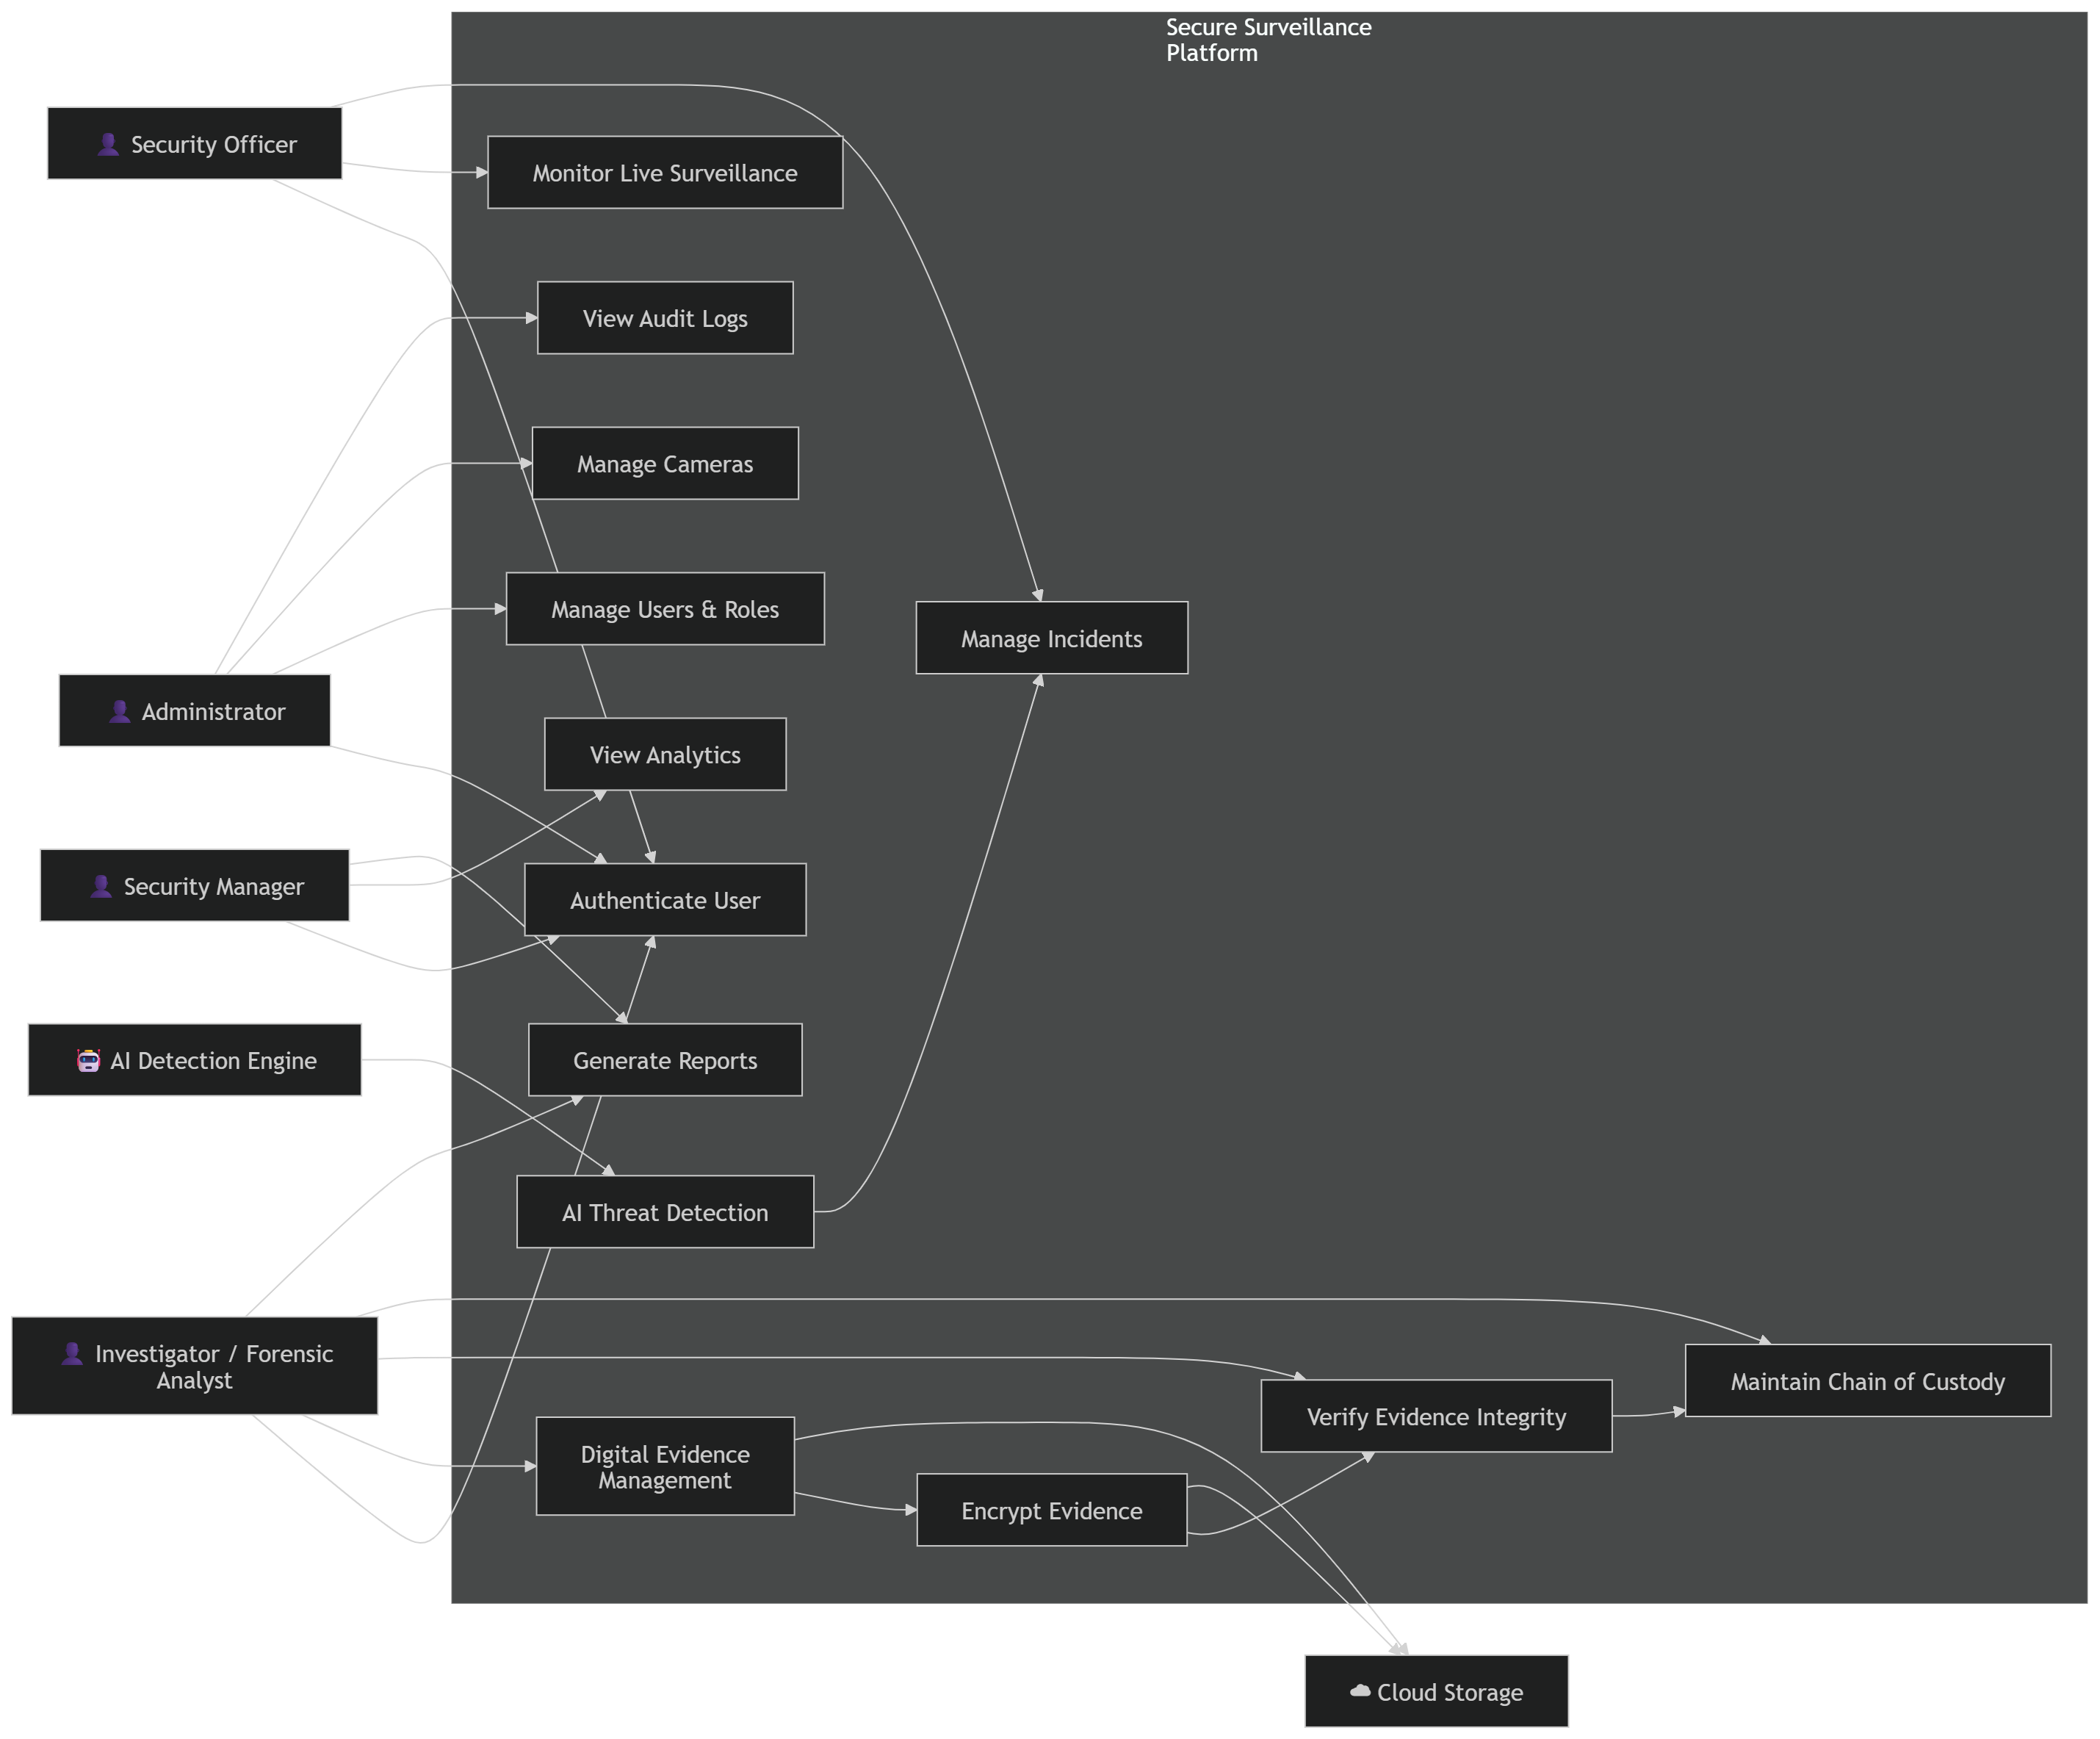 Secure Surveillance
Platform
Security Officer
Monitor Live Surveillance
View Audit Logs
Manage Cameras
Manage Users & Roles
Manage Incidents
Administrator
View Analytics
Security Manager
Authenticate User
AI Detection Engine
Generate Reports
AI Threat Detection
Investigator / Forensic
Analyst
Maintain Chain of Custody
Verify Evidence Integrity
Digital Evidence
Management
Encrypt Evidence
Cloud Storage